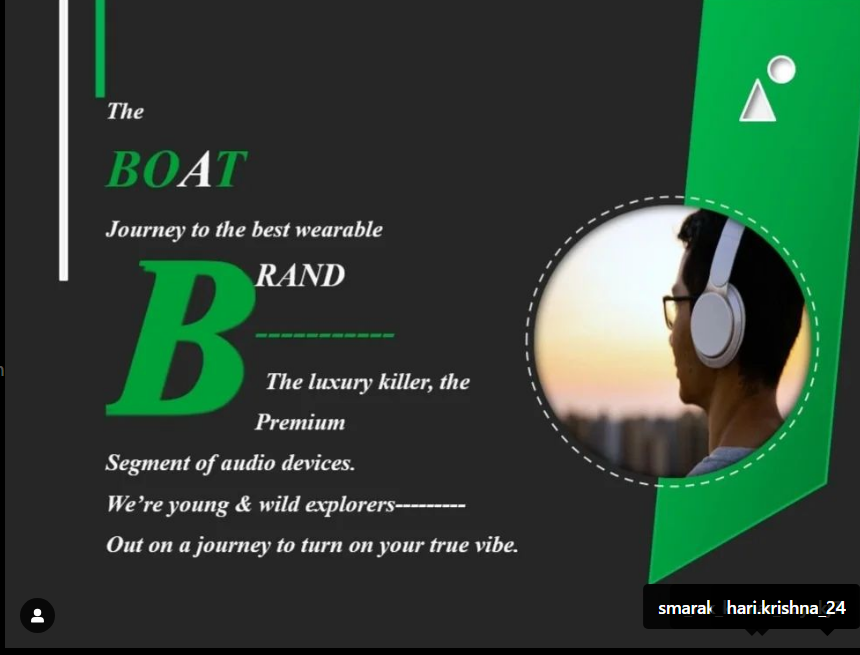 The
BOAT
Journey to the best wearable
BRAND
-----------
The luxury killer, the
Premium
Segment of audio devices.
We’re young & wild explorers---------
Out on a journey to turn on your true vibe.
hari.krishna_24